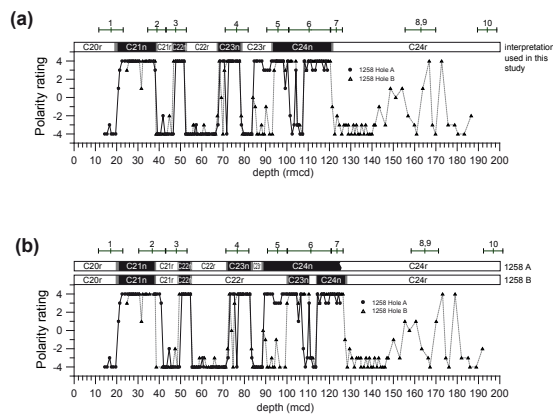 (a)
1 2 3 4 5 6 7 8,9 10
C20r C21n C21r C22n C22r C23n C23r C24n C24r
interpretation
used in this
study
Polarity rating
4
2
0
-2
-4
1258 Hole A
1258 Hole B
0 10 20 30 40 50 60 70 80 90 100 110 120 130 140 150 160 170 180 190 200
depth (rmcd)
(b)
1 2 3 4 5 6 7 8,9 10
C20r C21n C21r C22n C22r C23n C24n C24r 1258 A
C20r C21n C21r C22n C22r C23n C24n C24r 1258 B
Polarity rating
4
2
0
-2
-4
1258 Hole A
1258 Hole B
0 10 20 30 40 50 60 70 80 90 100 110 120 130 140 150 160 170 180 190 200
depth (mcd)